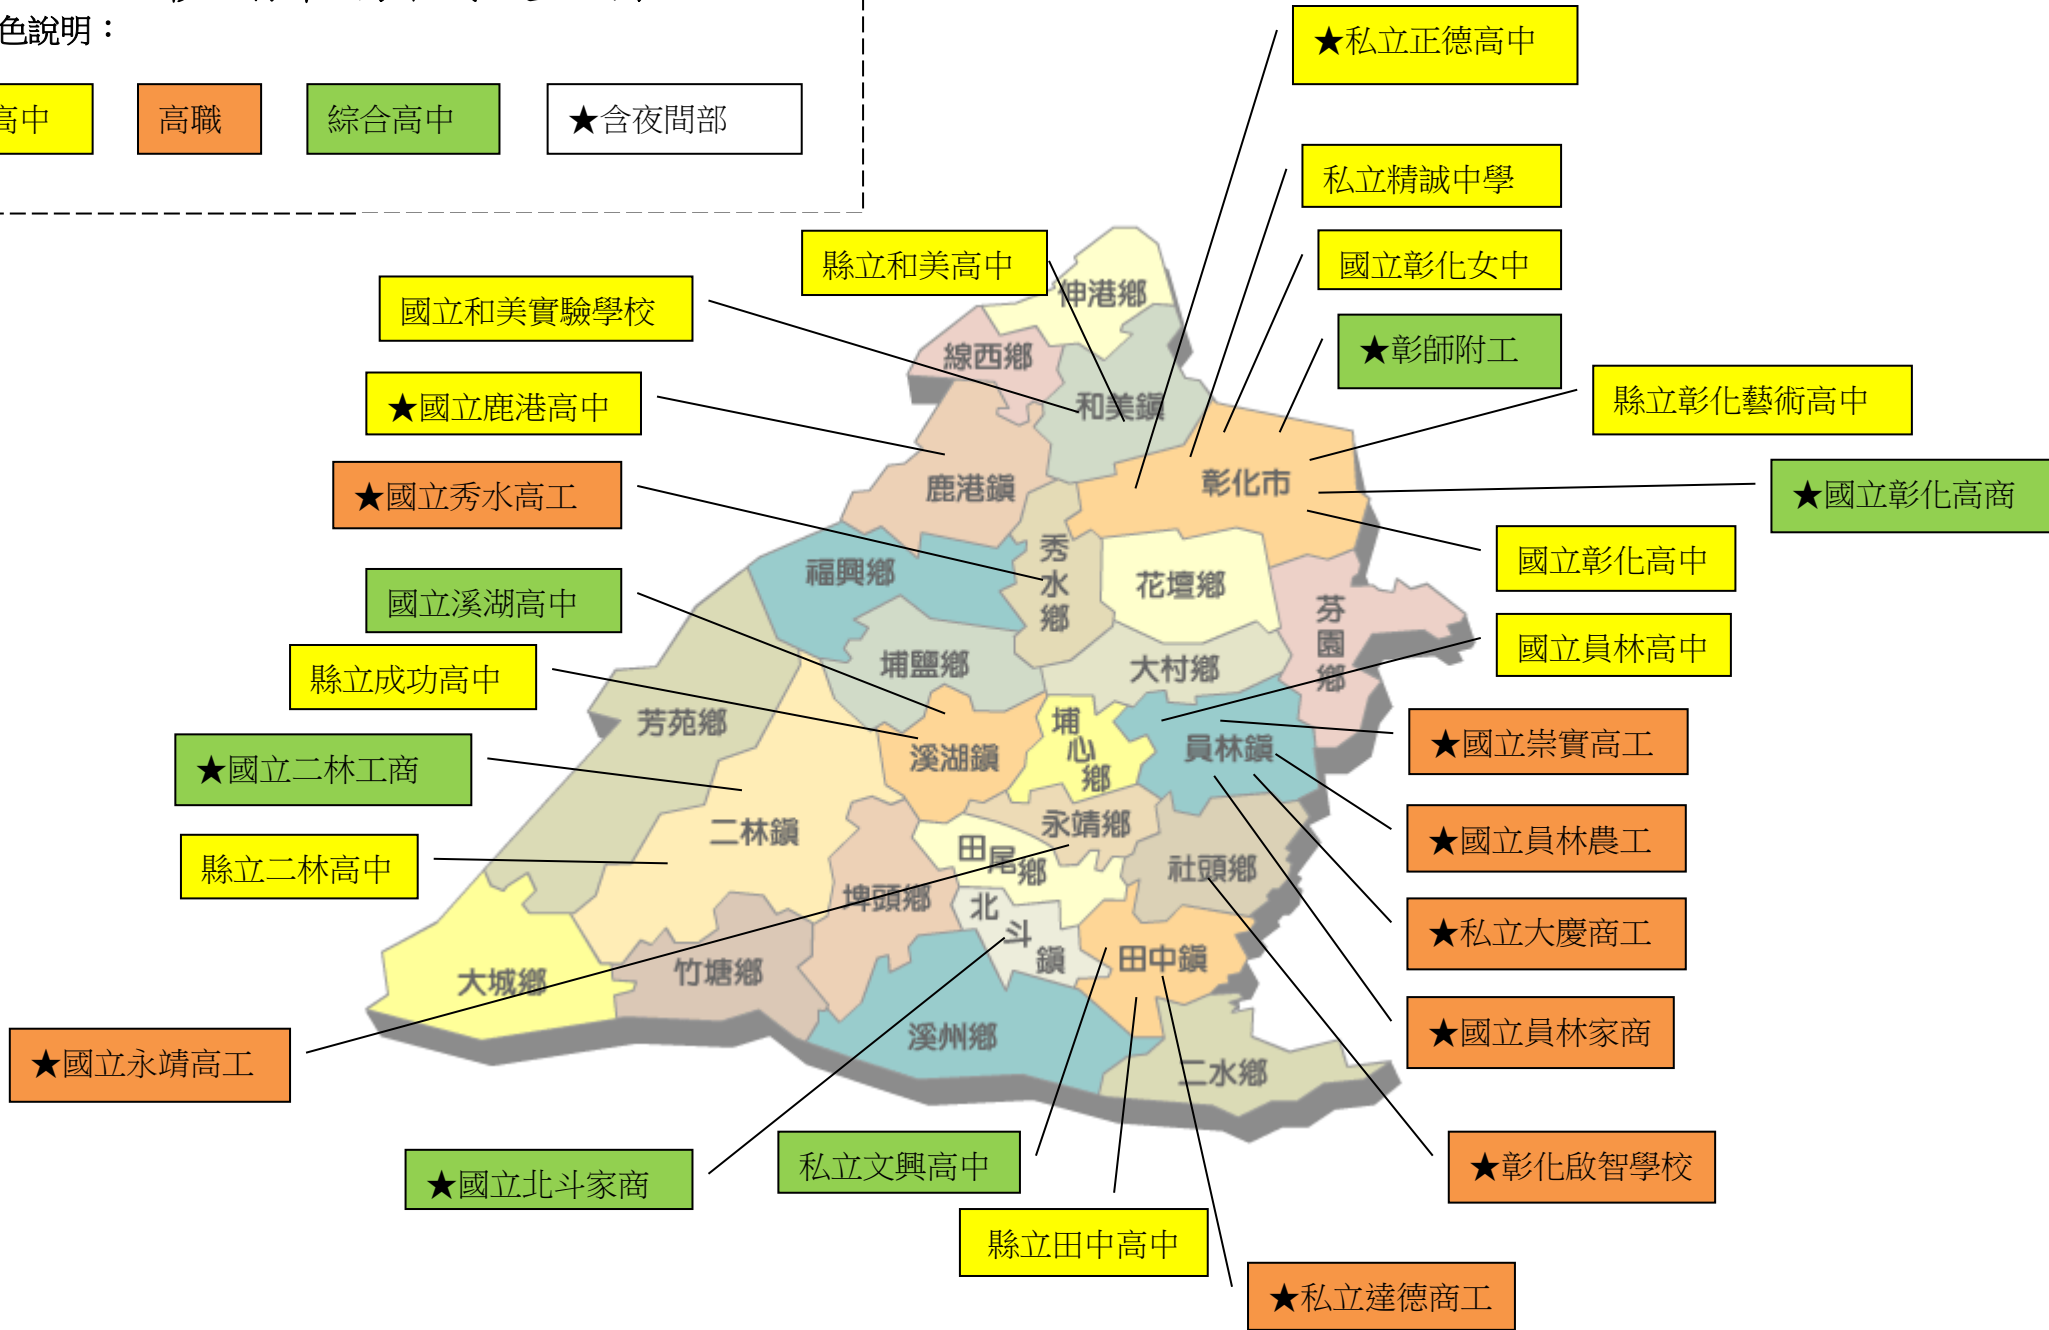 色說明：
高中
高職
綜合高中
★含夜間部
★私立正德高中
私立精誠中學
縣立和美高中
國立彰化女中
國立和美實驗學校
★彰師附工
★國立鹿港高中
縣立彰化藝術高中
★國立秀水高工
★國立彰化高商
國立溪湖高中
國立彰化高中
縣立成功高中
國立員林高中
★國立二林工商
★國立崇實高工
縣立二林高中
★國立員林農工
★私立大慶商工
★國立永靖高工
★國立員林家商
★國立北斗家商
私立文興高中
★彰化啟智學校
縣立田中高中
★私立達德商工
伸港鄉
線西鄉
和美鎮
鹿港鎮
彰化市
福興鄉
秀水鄉
花壇鄉
芬園鄉
埔鹽鄉
大村鄉
芳苑鄉
溪湖鎮
埔心鄉
員林鎮
二林鎮
永靖鄉
田尾鄉
社頭鄉
埤頭鄉
北斗鎮
田中鎮
大城鄉
竹塘鄉
溪州鄉
二水鄉